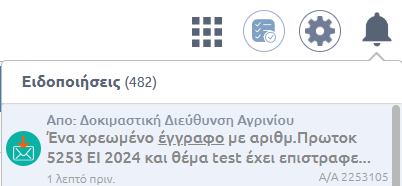 Ειδοποιήσεις (482)
Απο: Δοκιμαστική Διεύθυνση Αγρινίου
Ένα χρεωμένο έγγραφο με αριθμ.Πρωτοκ
5253 ΕΙ 2024 και θέμα test έχει επιστραφε...
1 λεπτό πριν. Α/Α 2253105